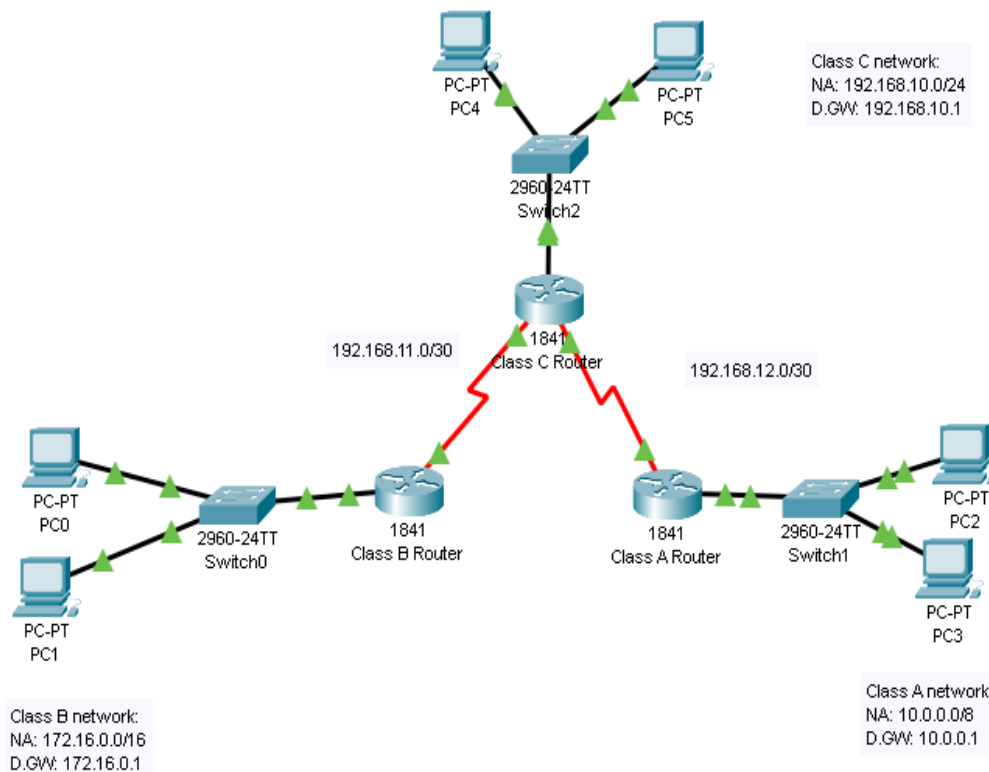 PC-PT
PC4
PC-PT
PC5
Class C network:
NA: 192.168.10.0/24
D.GW: 192.168.10.1
2960-24TT
Switch2
1841
Class C Router
192.168.11.0/30
192.168.12.0/30
PC-PT
PC0
2960-24TT
Switch0
1841
Class B Router
1841
Class A Router
2960-24TT
Switch1
PC-PT
PC2
PC-PT
PC1
PC-PT
PC3
Class B network:
NA: 172.16.0.0/16
D.GW: 172.16.0.1
Class A network
NA: 10.0.0.0/8
D.GW: 10.0.0.1